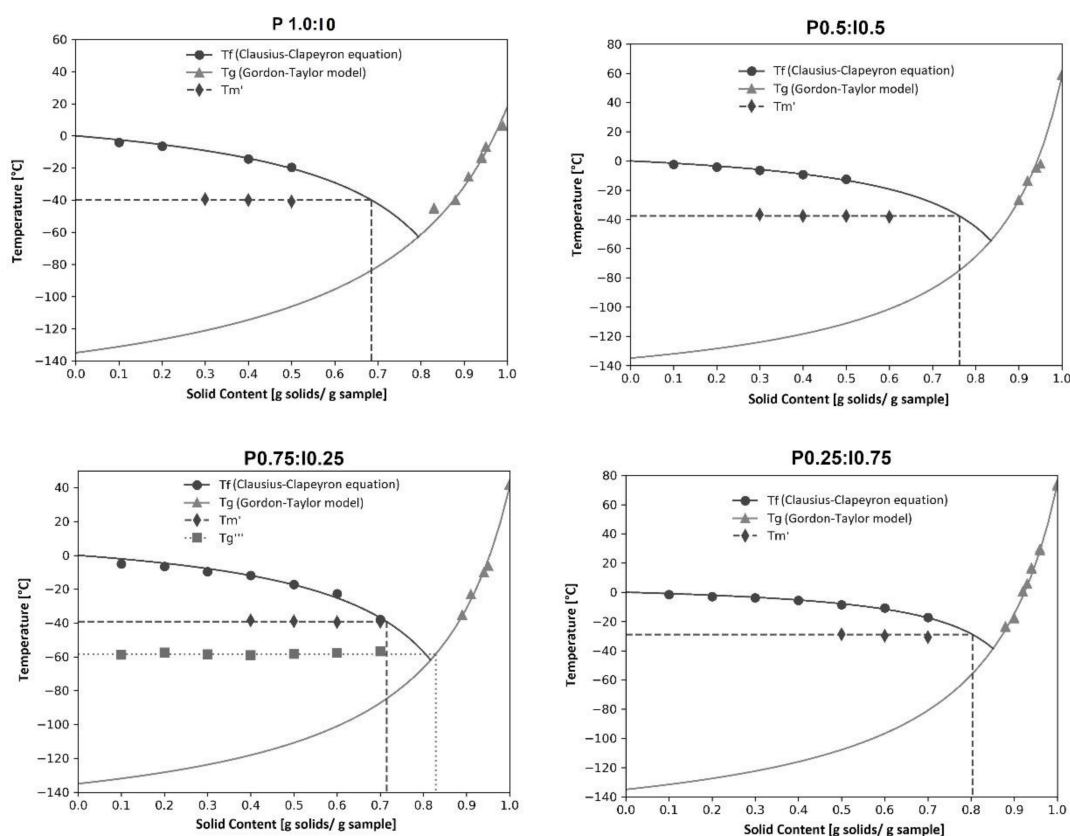 P 1.0:I0
Tf (Clausius-Clapeyron equation)
Tg (Gordon-Taylor model)
Tm'
Temperature [°C]
60
40
20
0
−20
−40
−60
−80
−100
−120
−140
0.0 0.1 0.2 0.3 0.4 0.5 0.6 0.7 0.8 0.9 1.0
Solid Content [g solids/ g sample]
P0.5:I0.5
Tf (Clausius-Clapeyron equation)
Tg (Gordon-Taylor model)
Tm'
Temperature [°C]
80
60
40
20
0
−20
−40
−60
−80
−100
−120
−140
0.0 0.1 0.2 0.3 0.4 0.5 0.6 0.7 0.8 0.9 1.0
Solid Content [g solids/ g sample]
P0.75:I0.25
Tf (Clausius-Clapeyron equation)
Tg (Gordon-Taylor model)
Tm'
Tg'''
Temperature [°C]
40
20
0
−20
−40
−60
−80
−100
−120
−140
0.0 0.1 0.2 0.3 0.4 0.5 0.6 0.7 0.8 0.9 1.0
Solid Content [g solids/ g sample]
P0.25:I0.75
Tf (Clausius-Clapeyron equation)
Tg (Gordon-Taylor model)
Tm'
Temperature [°C]
80
60
40
20
0
−20
−40
−60
−80
−100
−120
−140
0.0 0.1 0.2 0.3 0.4 0.5 0.6 0.7 0.8 0.9 1.0
Solid Content [g solids/ g sample]